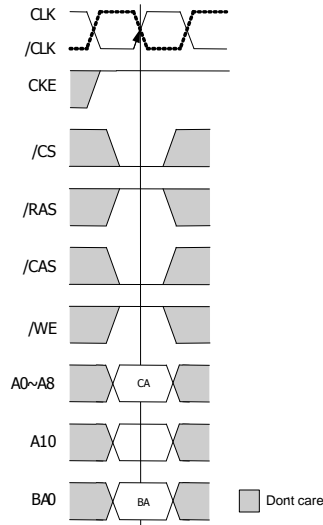 CLK
/CLK
CKE
/CS
/RAS
/CAS
/WE
A0~A8
CA
A10
BA0
BA
Dont care